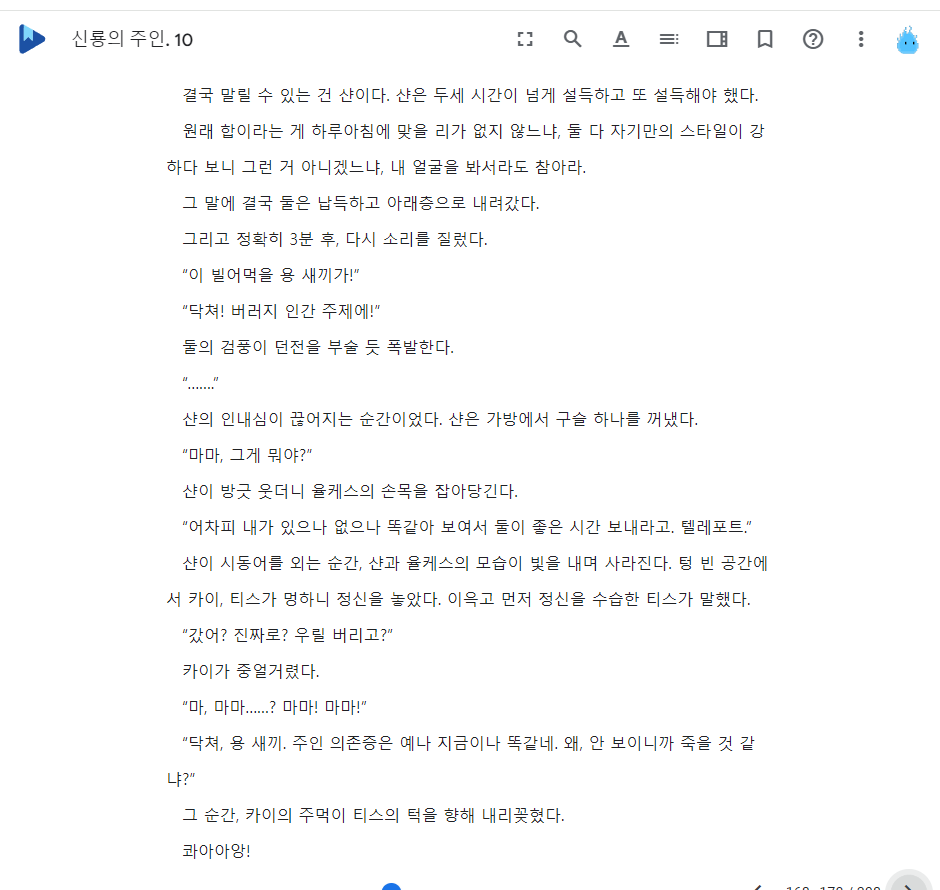 신룡의 주인. 10
결국 말릴 수 있는 건 샨이다. 샨은 두세 시간이 넘게 설득하고 또 설득해야 했다.
원래 합이라는 게 하루아침에 맞을 리가 없지 않느냐, 둘 다 자기만의 스타일이 강
하다 보니 그런 거 아니겠느냐, 내 얼굴을 봐서라도 참아라.
그 말에 결국 둘은 납득하고 아래층으로 내려갔다.
그리고 정확히 3분 후, 다시 소리를 질렀다.
“이 빌어먹을 용 새끼가!”
“닥쳐! 버러지 인간 주제에!”
둘의 검풍이 던전을 부술 듯 폭발한다.
“…….”
샨의 인내심이 끊어지는 순간이었다. 샨은 가방에서 구슬 하나를 꺼냈다.
“마마, 그게 뭐야?”
샨이 방긋 웃더니 율케스의 손목을 잡아당긴다.
“어차피 내가 있으나 없으나 똑같아 보여서 둘이 좋은 시간 보내라고. 텔레포트.”
샨이 시동어를 외는 순간, 샨과 율케스의 모습이 빛을 내며 사라진다. 텅 빈 공간에
서 카이, 티스가 멍하니 정신을 놓았다. 이윽고 먼저 정신을 수습한 티스가 말했다.
“갔어? 진짜로? 우릴 버리고?”
카이가 중얼거렸다.
“마, 마마……? 마마! 마마!”
“닥쳐, 용 새끼. 주인 의존증은 예나 지금이나 똑같네. 왜, 안 보이니까 죽을 것 같
냐?”
그 순간, 카이의 주먹이 티스의 턱을 향해 내리꽂혔다.
콰아아앙!